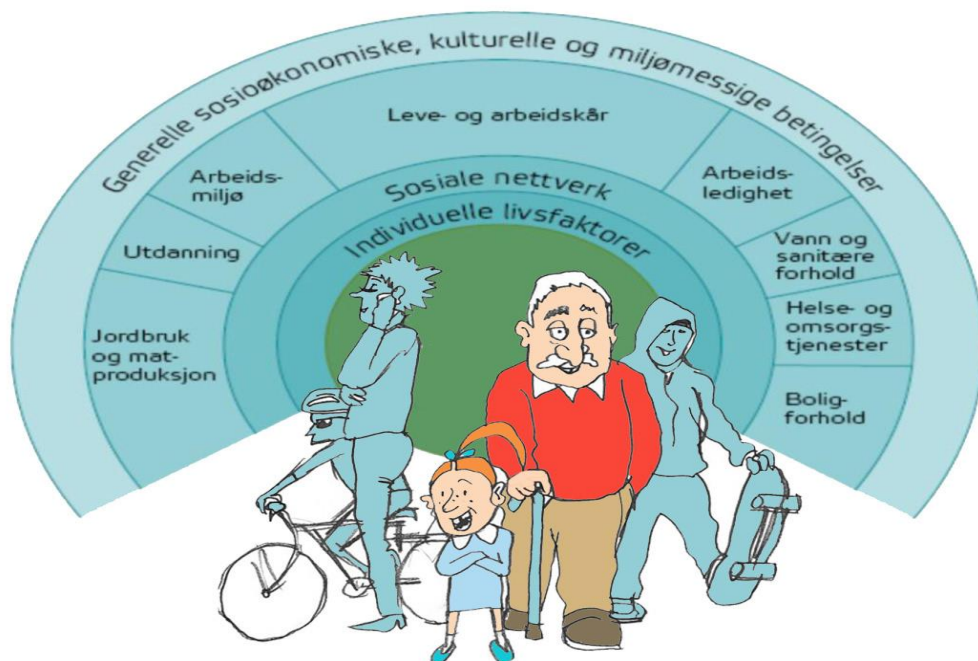 Generelle sosioøkonomiske, kulturelle og miljømessige betingelser
Leve- og arbeidskår
Arbeids-
miljø
Utdanning
Jordbruk
og mat-
produksjon
Sosiale nettverk
Individuelle livsfaktorer
Arbeids-
ledighet
Vann og
sanitære
forhold
Helse- og
omsorgs-
tjenester
Bolig-
forhold